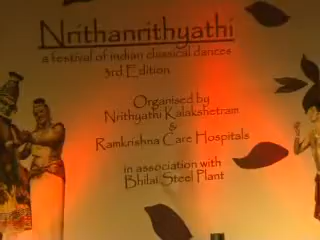 Nrithanrithyathi
a festival of indian classical dances
3rd Edition
Organised by
Nrithyathi Kalakshetram
&
Ramkrishna Care Hospitals
in association with
Bhilai Steel Plant